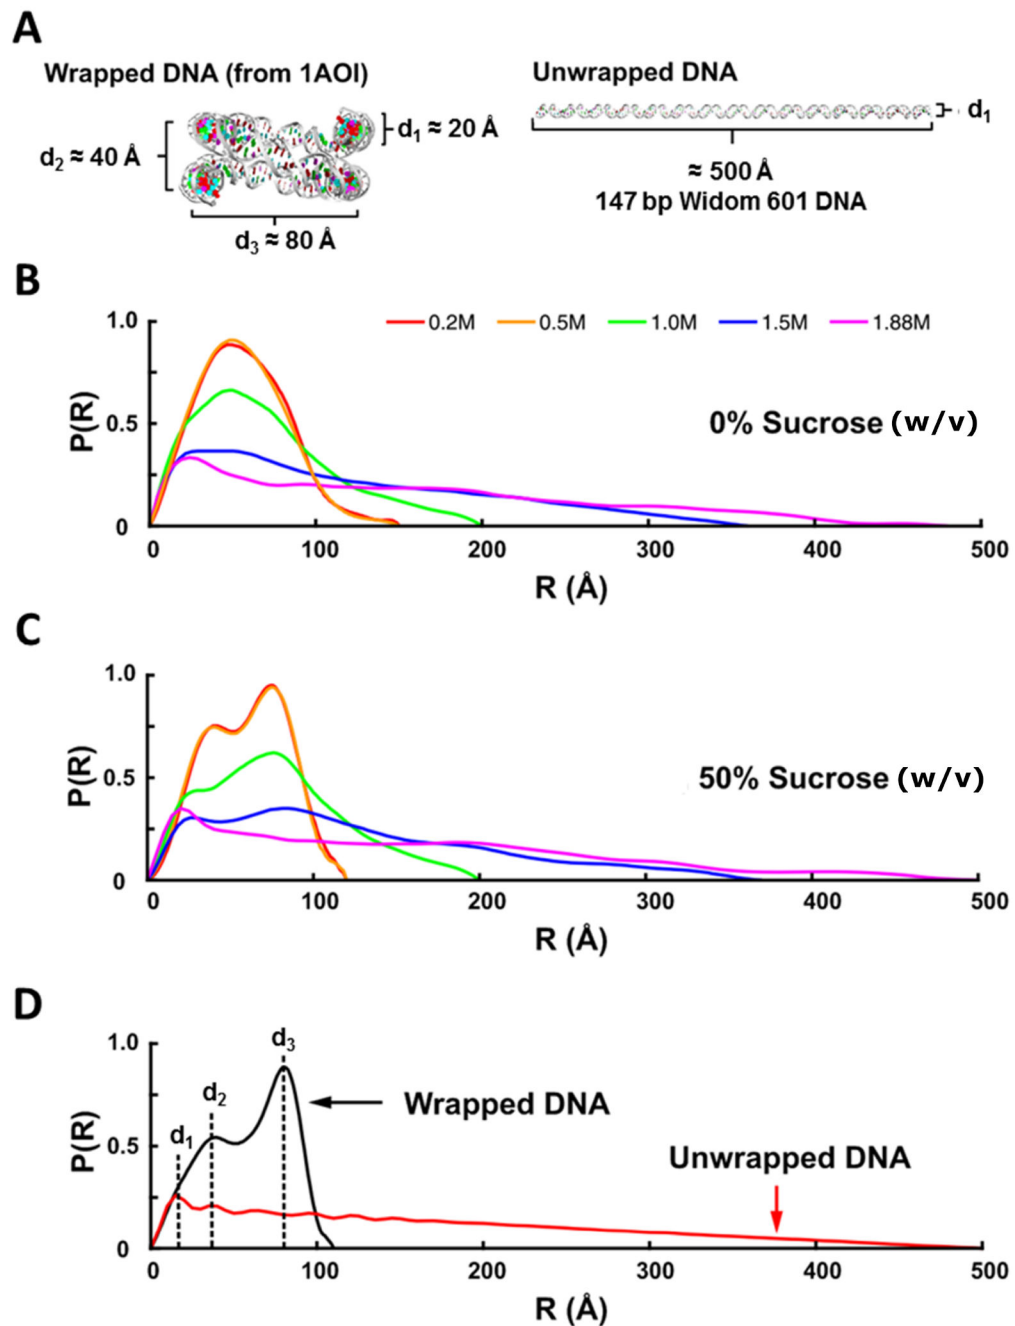 A
Wrapped DNA (from 1AOI)
Unwrapped DNA
d₂ ≈ 40 Å
d₁ ≈ 20 Å
d₃ ≈ 80 Å
d₁
≈ 500 Å
147 bp Widom 601 DNA
B
1.0
0.5
0
P(R)
0.2M 0.5M 1.0M 1.5M 1.88M
0% Sucrose (w/v)
0 100 200 300 400 500
R (Å)
C
1.0
0.5
0
P(R)
50% Sucrose (w/v)
0 100 200 300 400 500
R (Å)
D
1.0
0.5
0
P(R)
d₁
d₂
d₃
Wrapped DNA
Unwrapped DNA
0 100 200 300 400 500
R (Å)